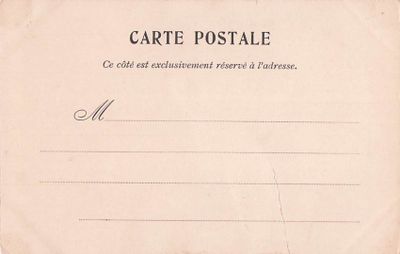 CARTE POSTALE
Ce côté est exclusivement réservé à l'adresse.
M